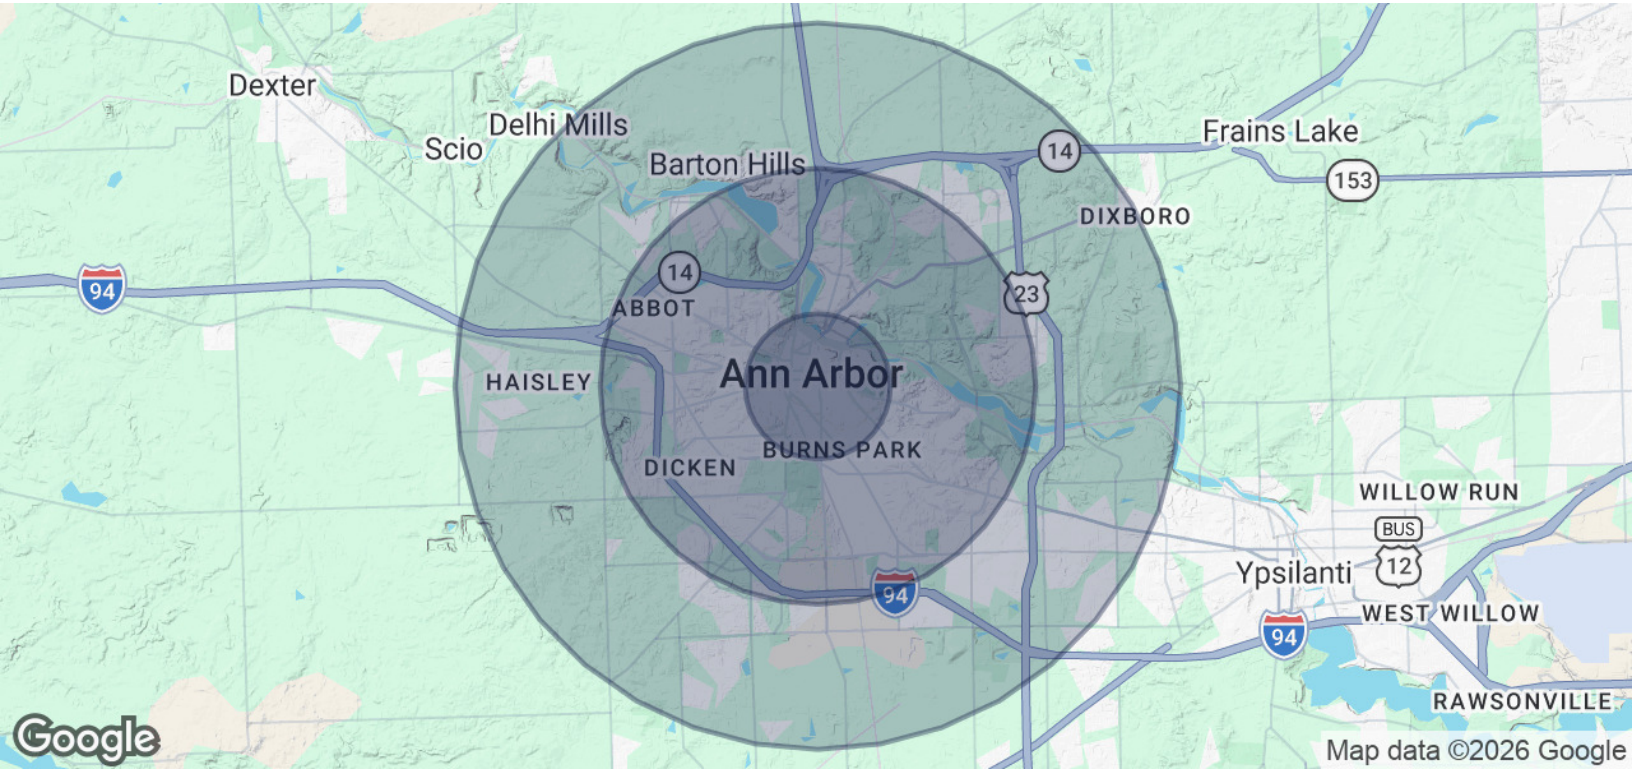 Dexter
Delhi Mills
Scio
Barton Hills
14
Frains Lake
153
DIXBORO
94
14
ABBOT
23
HAISLEY
Ann Arbor
BURNS PARK
DICKEN
WILLOW RUN
BUS
12
Ypsilanti
94
WEST WILLOW
94
RAWSONVILLE
Google
Map data ©2026 Google